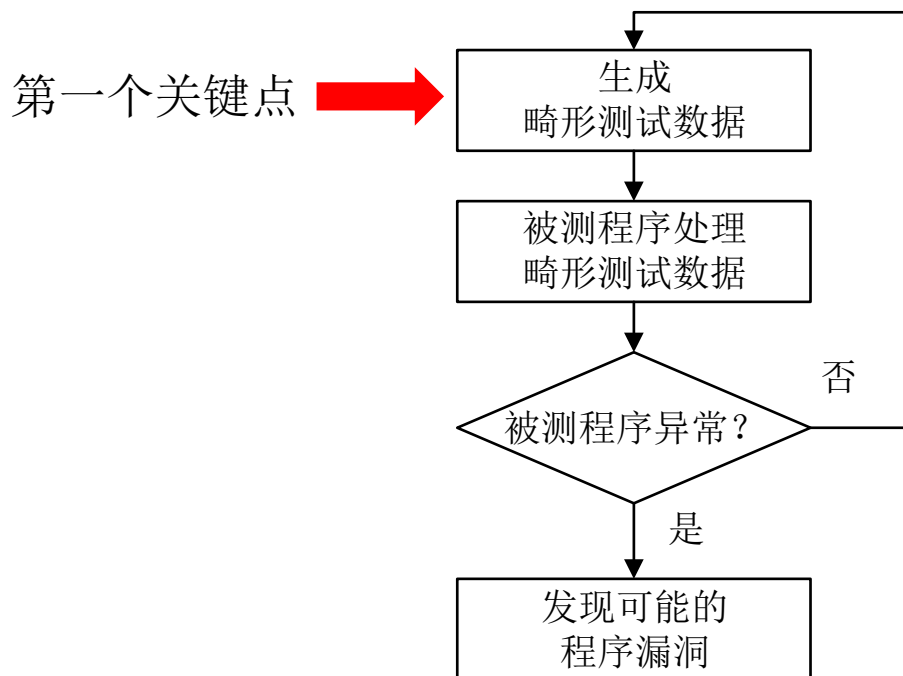 第一个关键点
生成
畸形测试数据
被测程序处理
畸形测试数据
否
被测程序异常？
是
发现可能的
程序漏洞